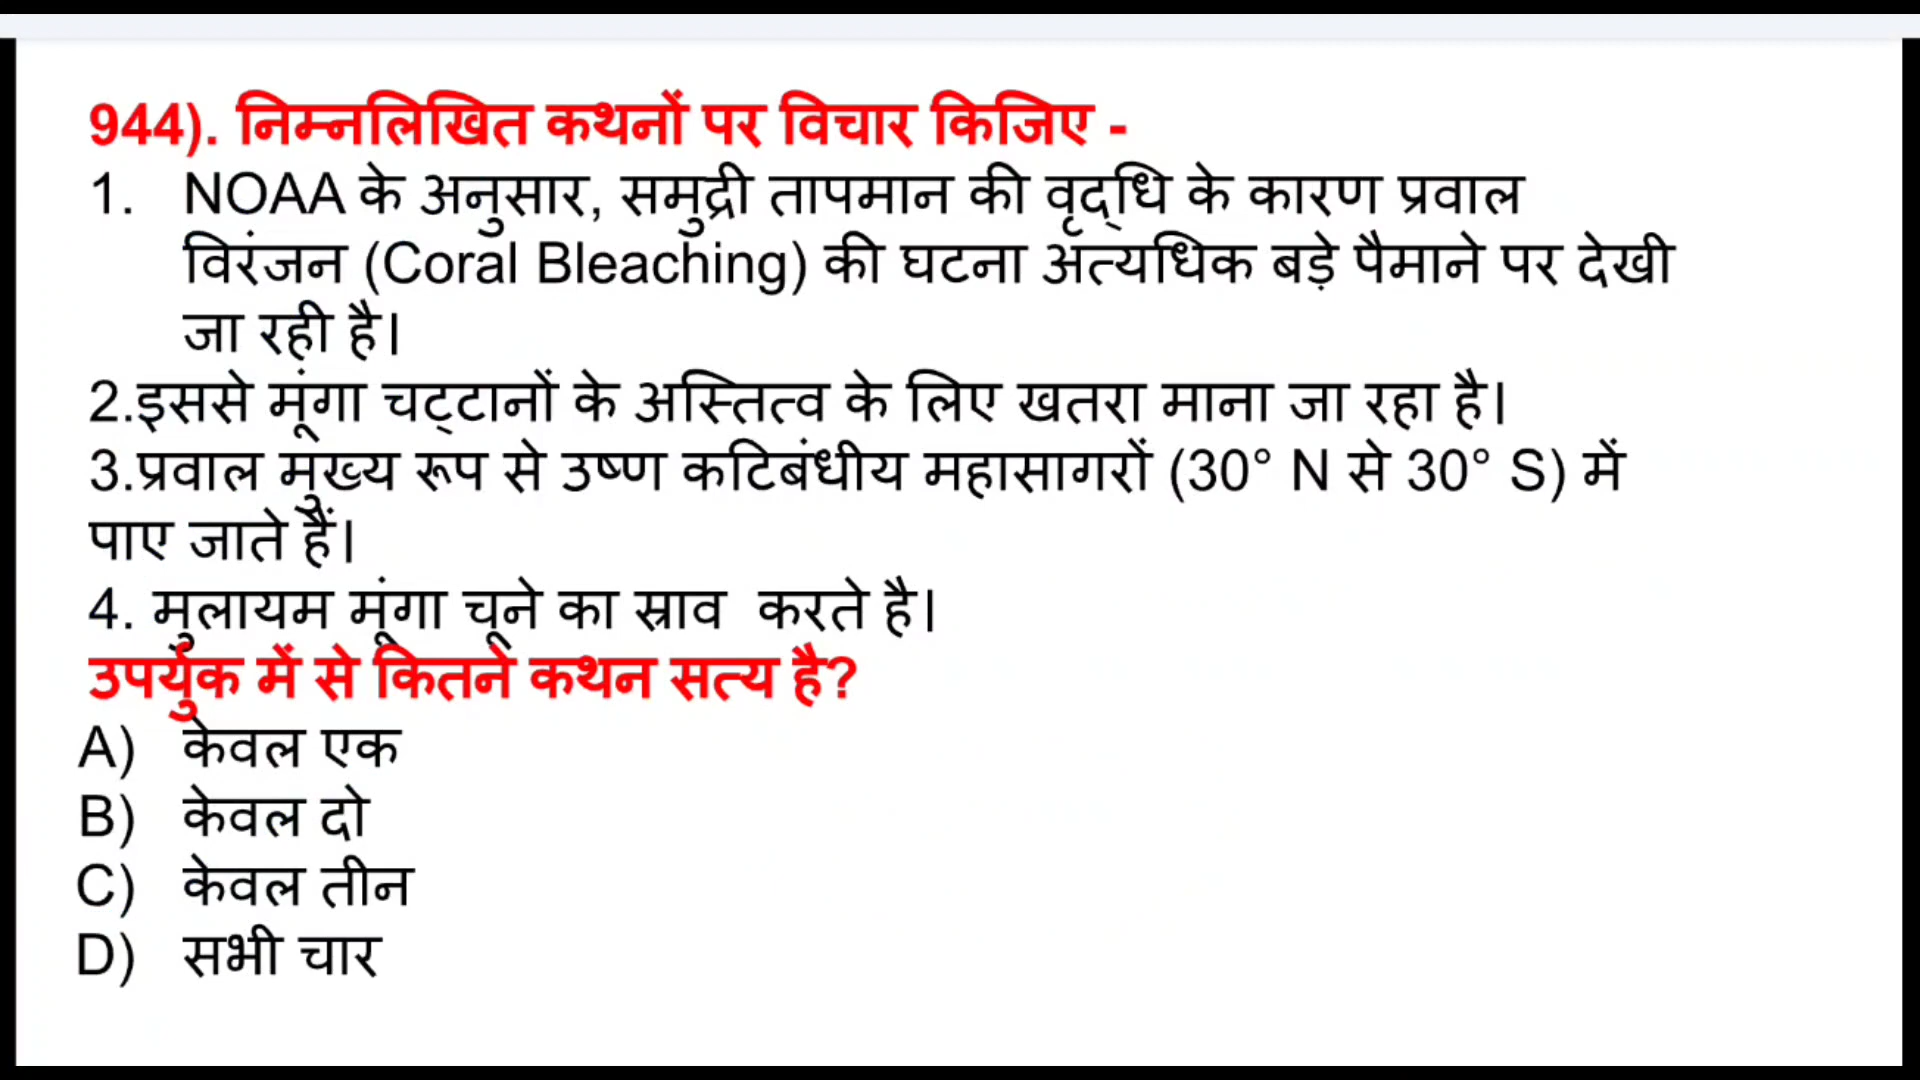 944). निम्नलिखित कथनों पर विचार किजिए -
1. NOAA के अनुसार, समुद्री तापमान की वृद्धि के कारण प्रवाल
विरंजन (Coral Bleaching) की घटना अत्यधिक बड़े पैमाने पर देखी
जा रही है।
2.इससे मूंगा चट्टानों के अस्तित्व के लिए खतरा माना जा रहा है।
3.प्रवाल मुख्य रूप से उष्ण कटिबंधीय महासागरों (30° N से 30° S) में
पाए जाते हैं।
4. मुलायम मूंगा चूने का स्राव करते है।
उपर्युक में से कितने कथन सत्य है?
A) केवल एक
B) केवल दो
C) केवल तीन
D) सभी चार